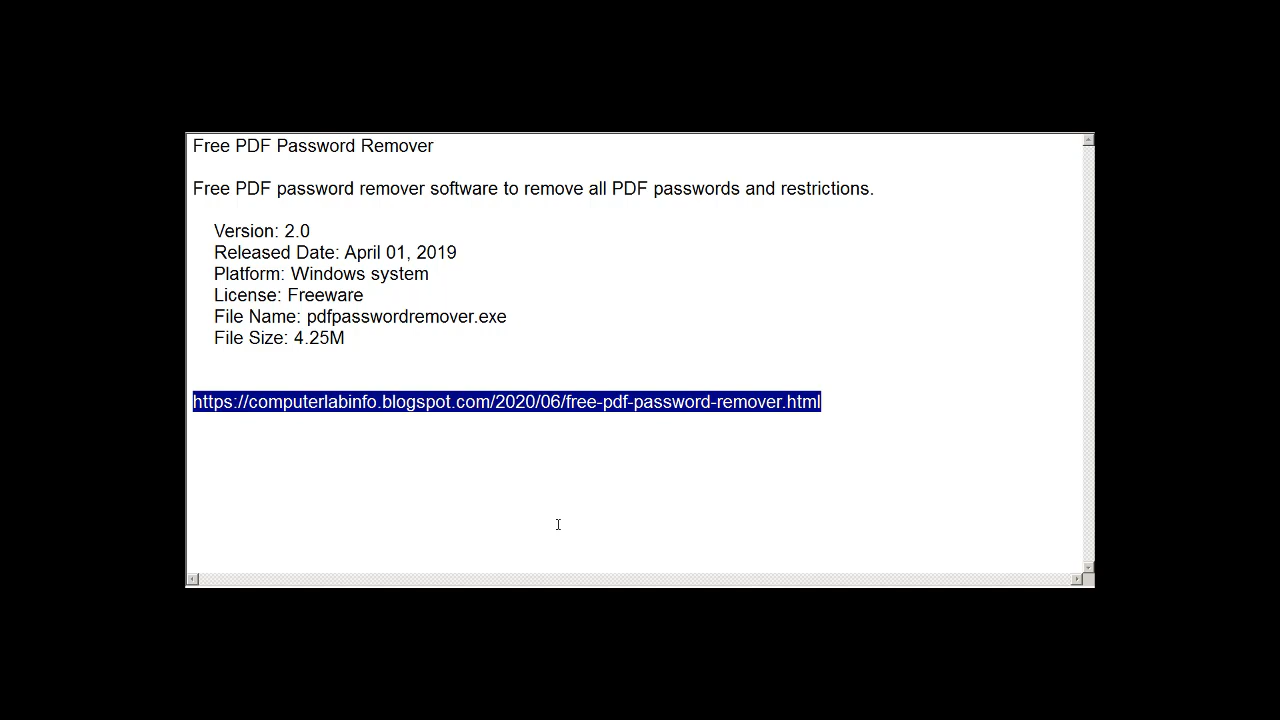 Free PDF Password Remover
Free PDF password remover software to remove all PDF passwords and restrictions.
Version: 2.0
Released Date: April 01, 2019
Platform: Windows system
License: Freeware
File Name: pdfpasswordremover.exe
File Size: 4.25M
https://computerlabinfo.blogspot.com/2020/06/free-pdf-password-remover.html